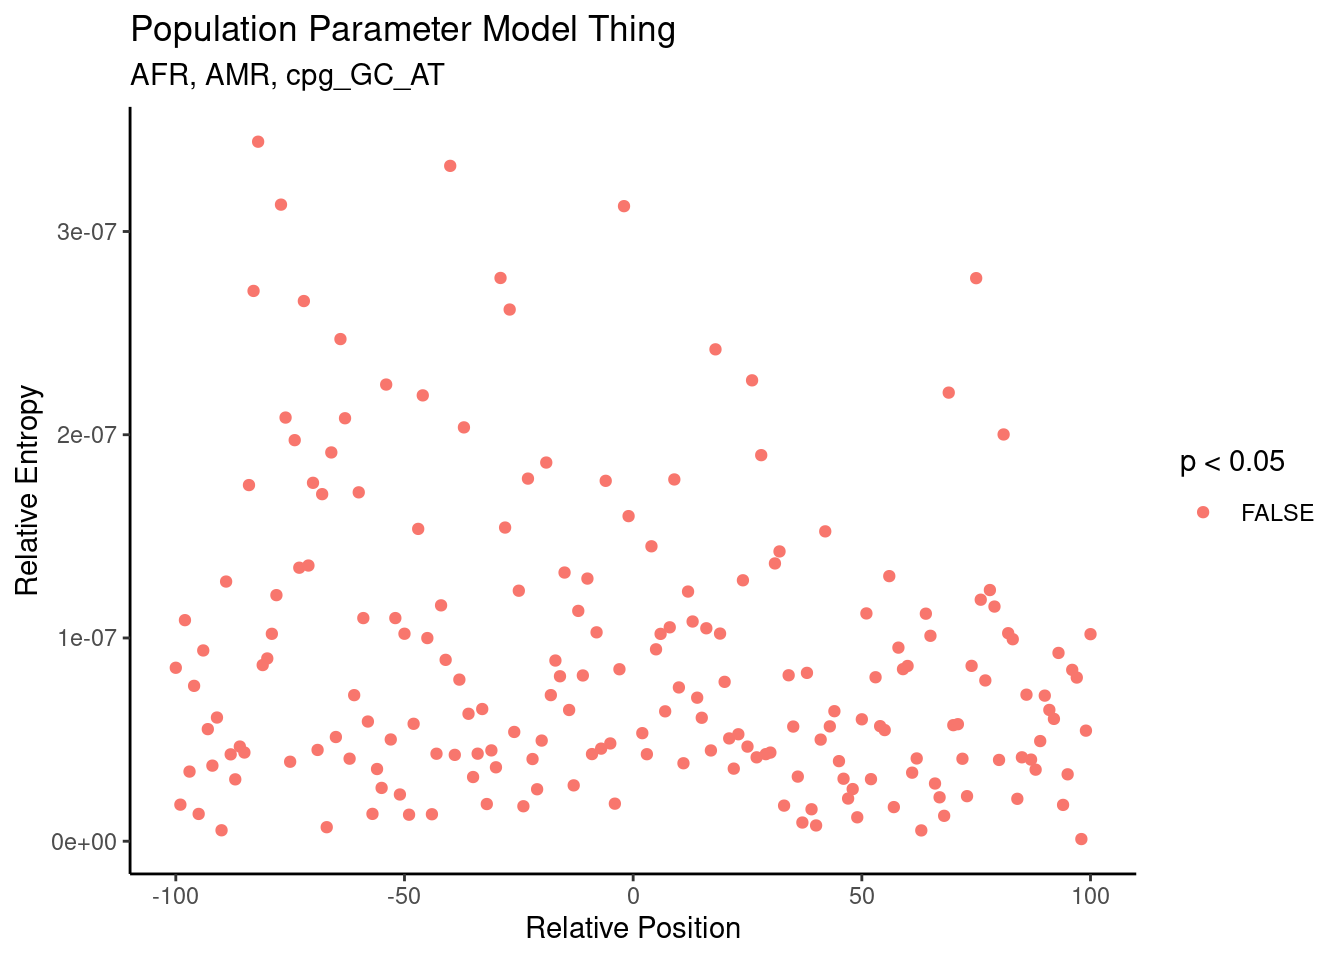 Population Parameter Model Thing
AFR, AMR, cpg_GC_AT
Relative Entropy
3e-07
2e-07
1e-07
0e+00
-100
-50
0
50
100
Relative Position
p < 0.05
FALSE